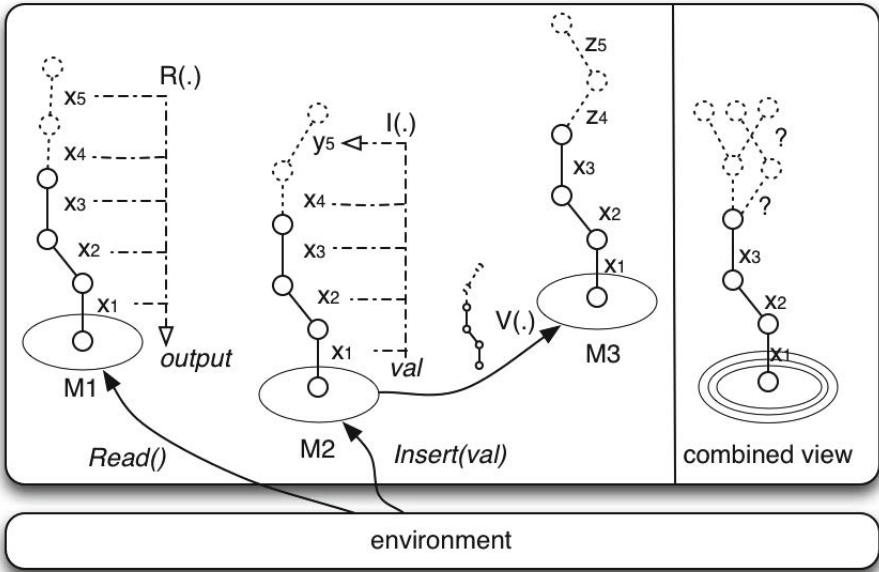 R(.)
x5
x4
x3
x2
x1
output
M1
Read()
I(.)
y5
x4
x3
x2
x1
val
M2
Insert(val)
V(.)
z5
z4
x3
x2
x1
M3
?
?
x3
x2
x1
combined view
environment